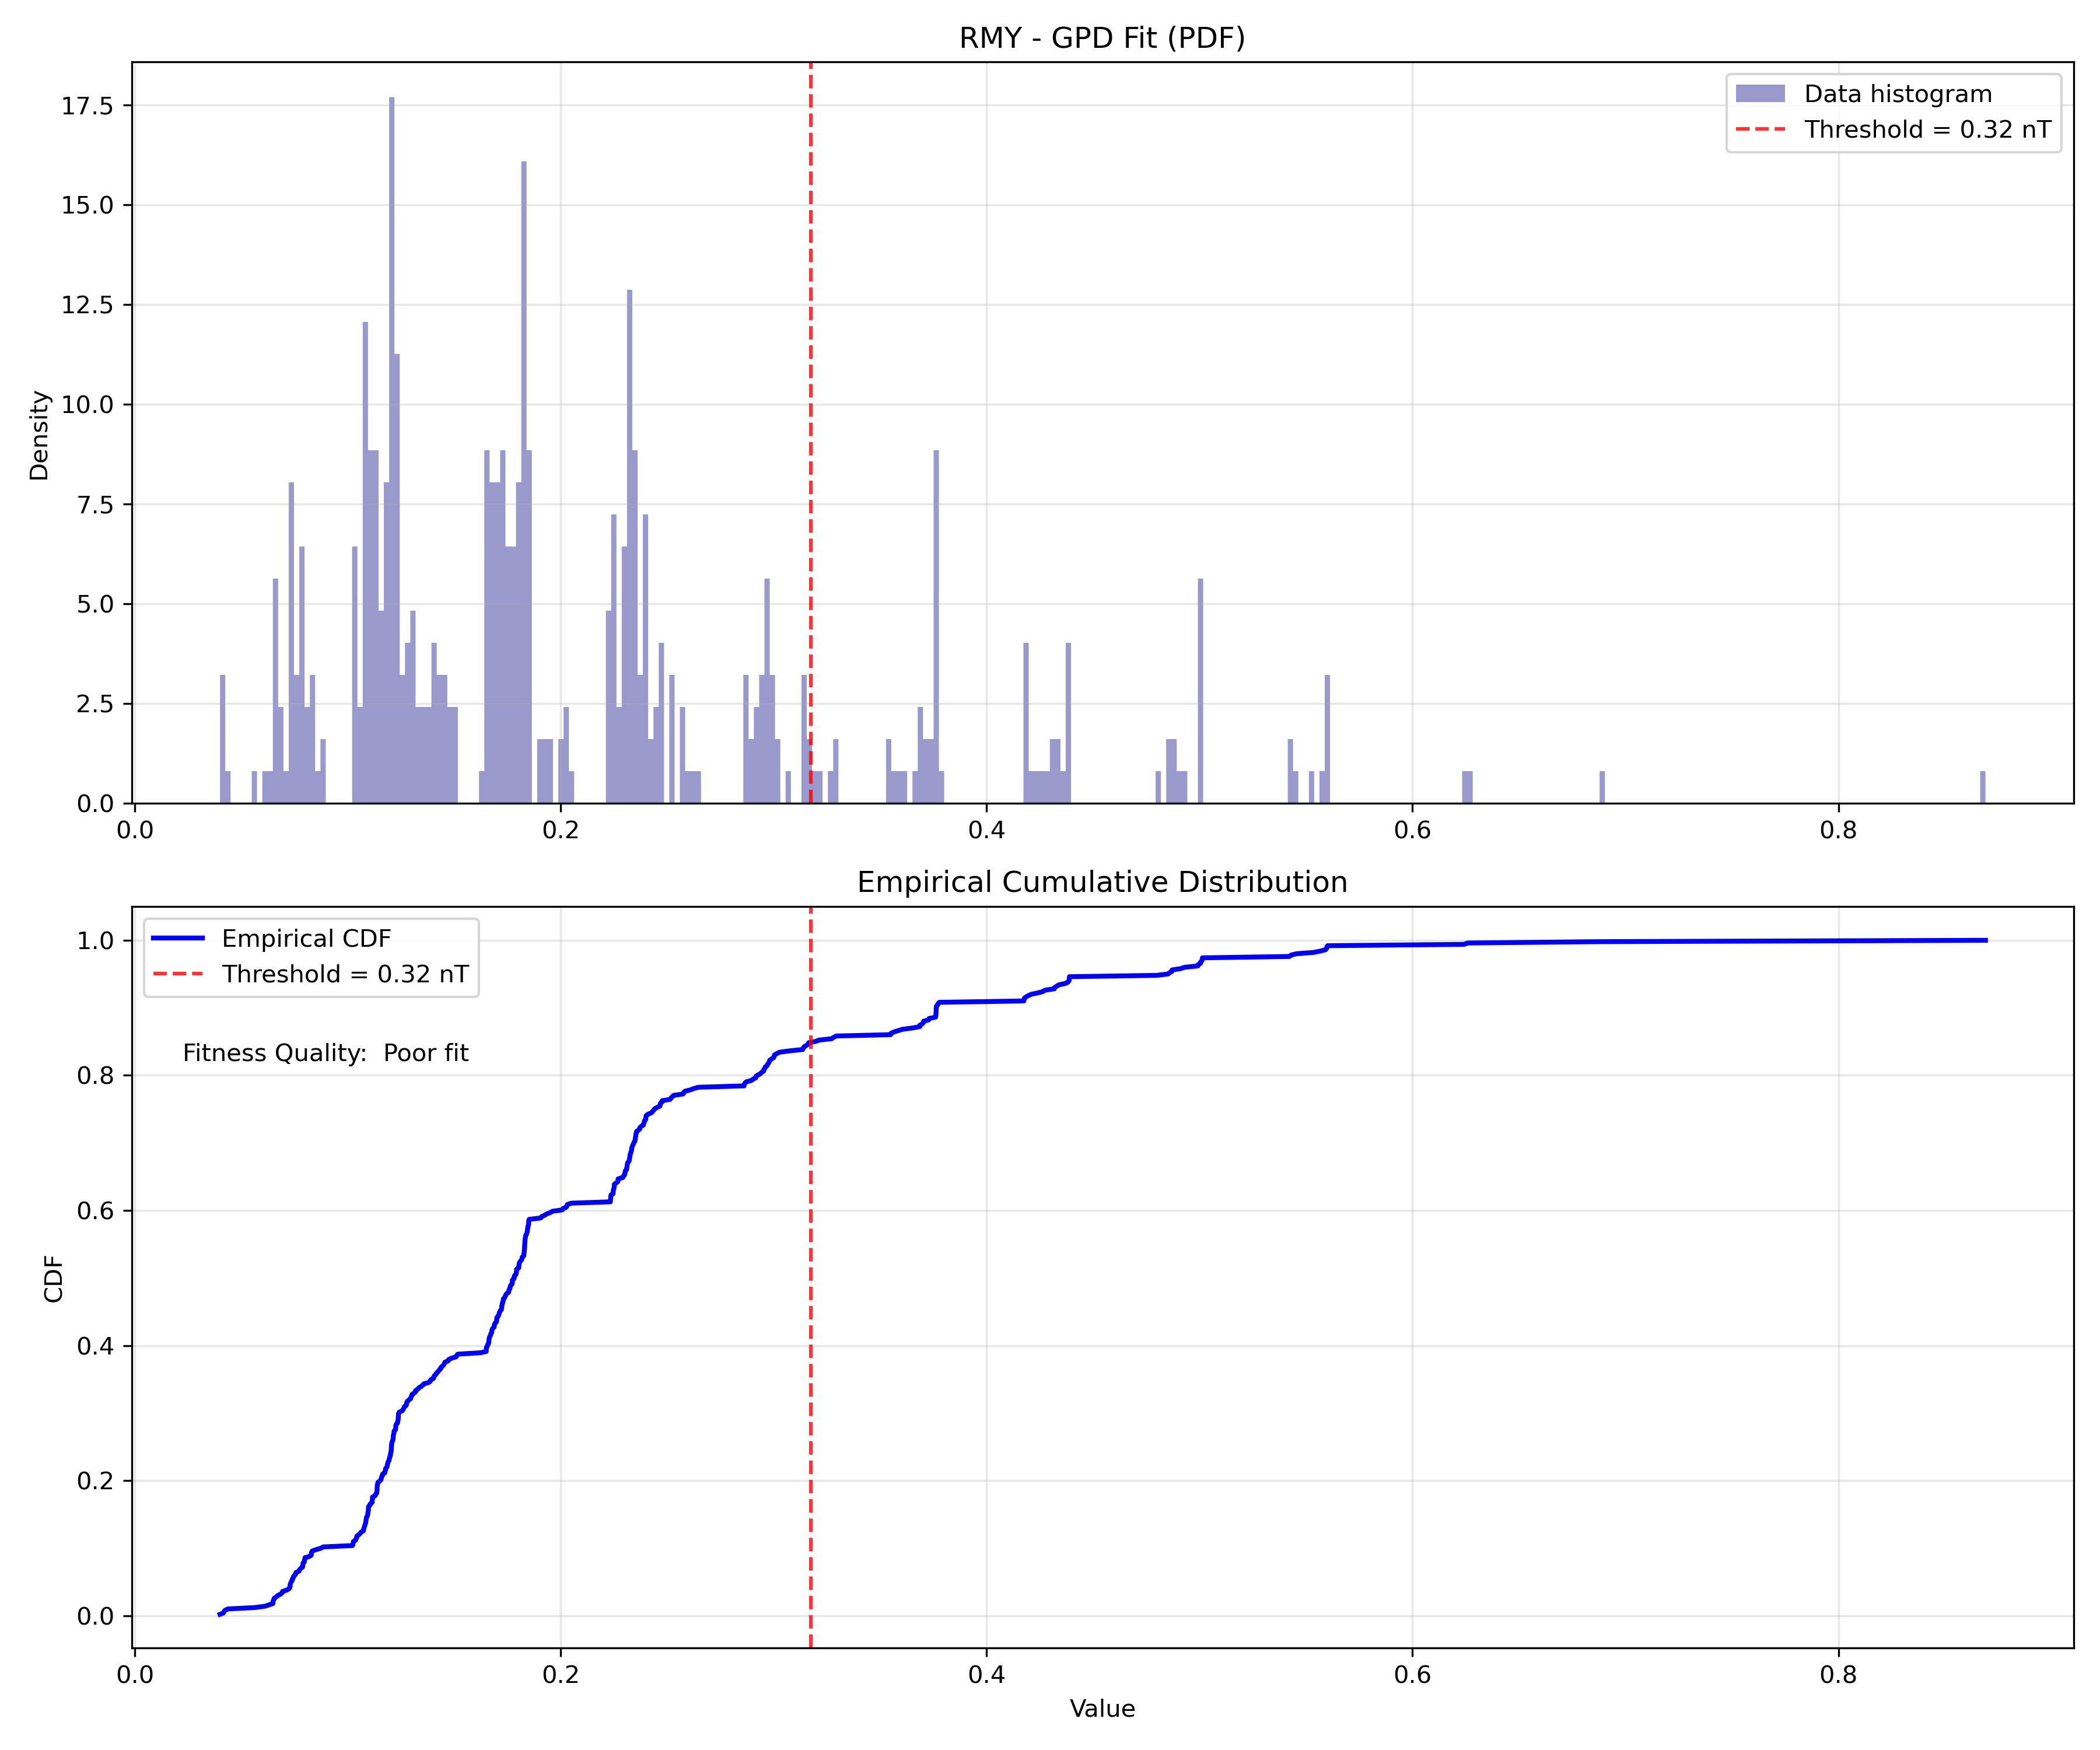 RMY - GPD Fit (PDF)
Data histogram
Threshold = 0.32 nT
Density
17.5
15.0
12.5
10.0
7.5
5.0
2.5
0.0
0.0 0.2 0.4 0.6 0.8
Empirical Cumulative Distribution
Empirical CDF
Threshold = 0.32 nT
Fitness Quality:  Poor fit
CDF
1.0
0.8
0.6
0.4
0.2
0.0
0.0 0.2 0.4 0.6 0.8
Value